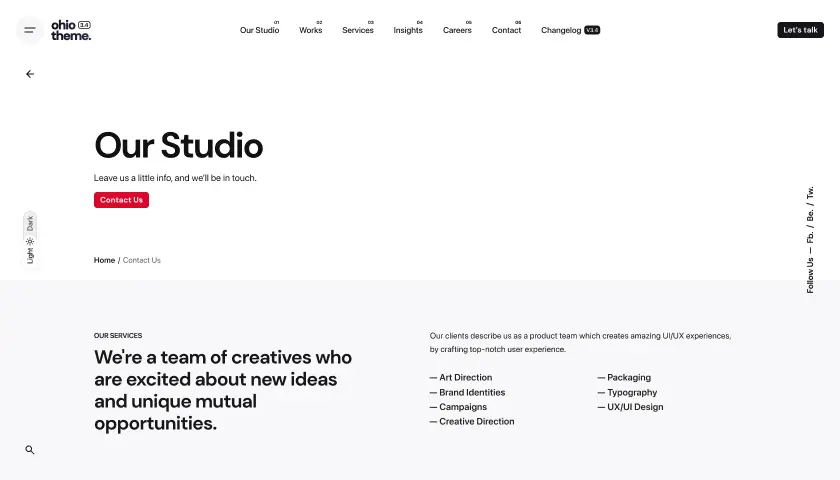 ohio 3.4
theme.
Our Studio 01
Works 02
Services 03
Insights 04
Careers 05
Contact 06
Changelog V3.4
Let's talk
Our Studio
Leave us a little info, and we'll be in touch.
Contact Us
Light Dark
Home / Contact Us
Follow Us — Fb. / Be. / Tw.
OUR SERVICES
We're a team of creatives who
are excited about new ideas
and unique mutual
opportunities.
Our clients describe us as a product team which creates amazing UI/UX experiences,
by crafting top-notch user experience.
— Art Direction
— Brand Identities
— Campaigns
— Creative Direction
— Packaging
— Typography
— UX/UI Design